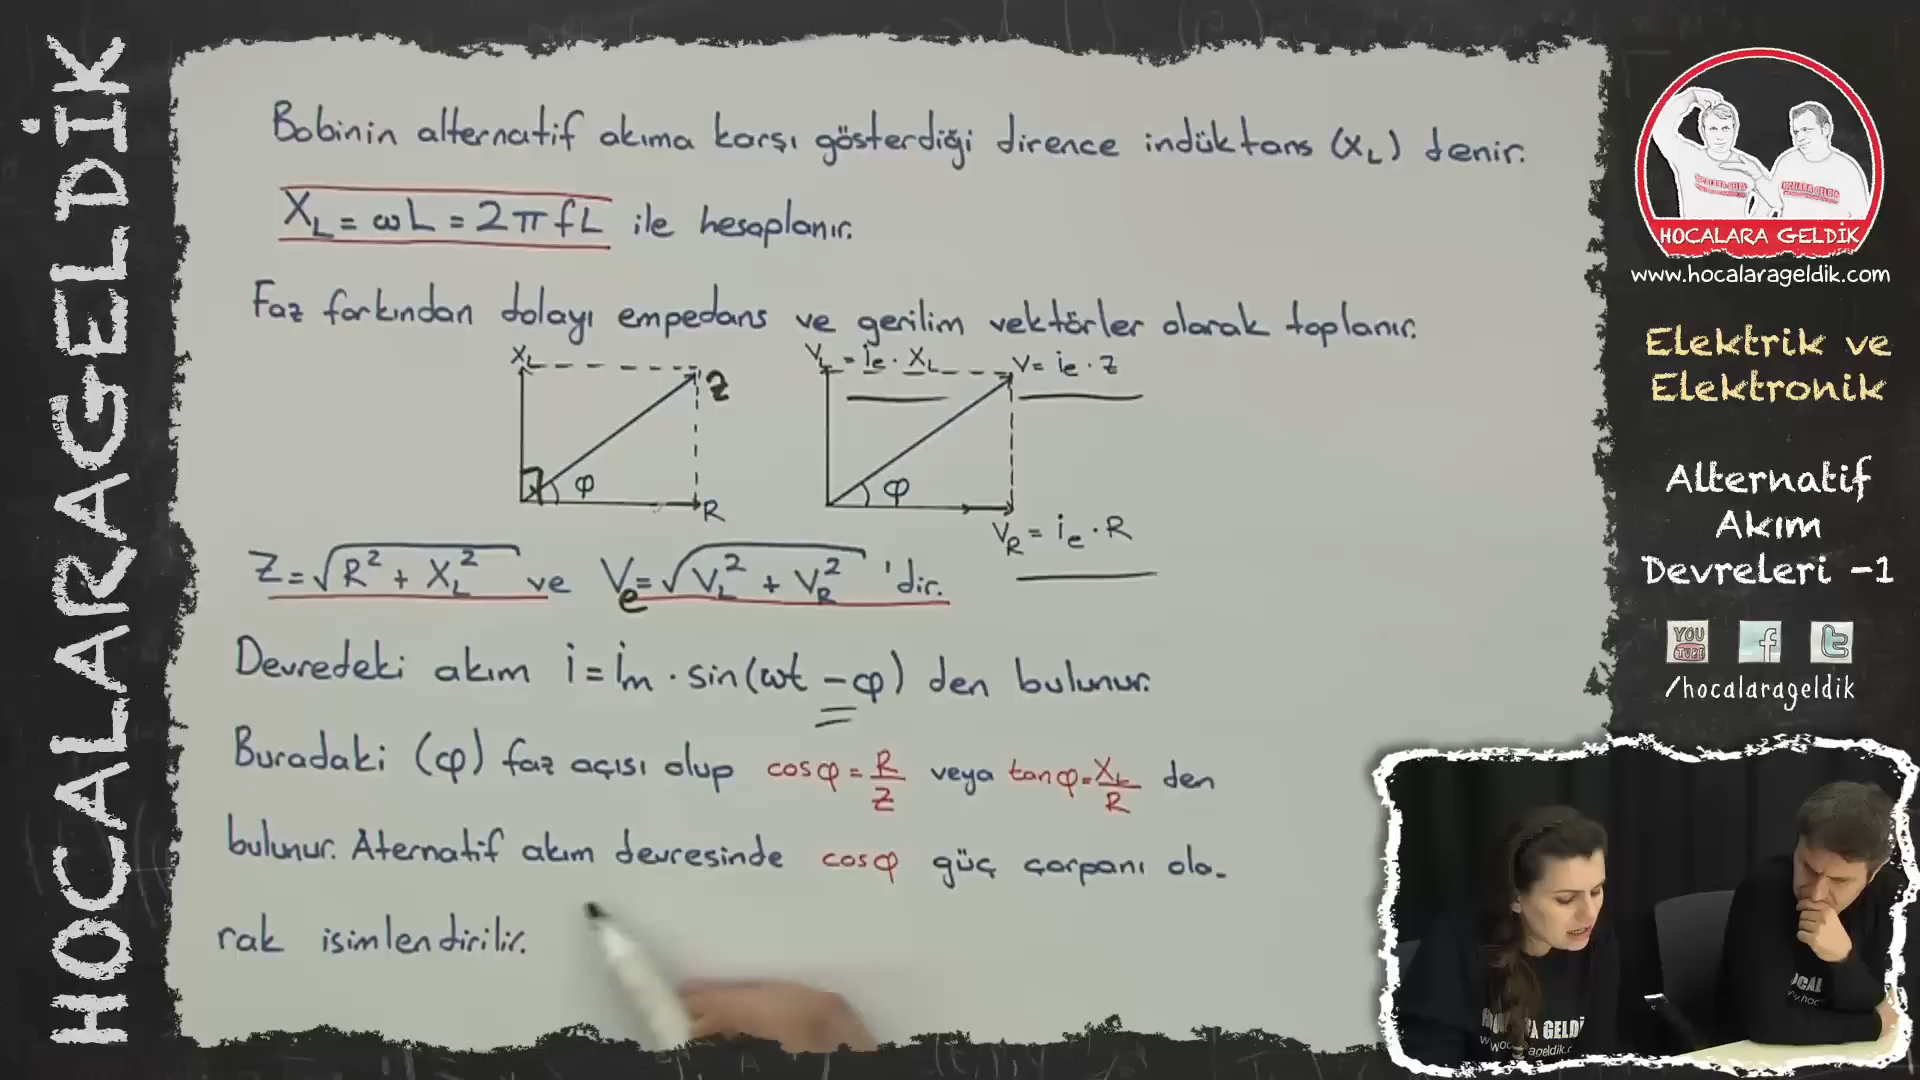 HOCALARAGELDİK
Bobinin alternatif akıma karşı gösterdiği dirence indüktans (XL) denir.
XL = ωL = 2πfL ile hesaplanır.
Faz farkından dolayı empedans ve gerilim vektörler olarak toplanır.
XL
Z
φ
R
VL = ie . XL
V = ie . Z
φ
VR = ie . R
Z = √R² + XL² ve Ve = √VL² + VR² 'dir.
Devredeki akım i = im . sin(ωt - φ) den bulunur.
Buradaki (φ) faz açısı olup cosφ = R/Z veya tanφ = XL/R den
bulunur. Aternatif akım devresinde cosφ güç çarpanı ola-
rak isimlendirilir.
HOCALARA GELDİK
www.hocalarageldik.com
Elektrik ve
Elektronik
Alternatif
Akım
Devreleri -1
YOU
TUBE
f
t
/hocalarageldik